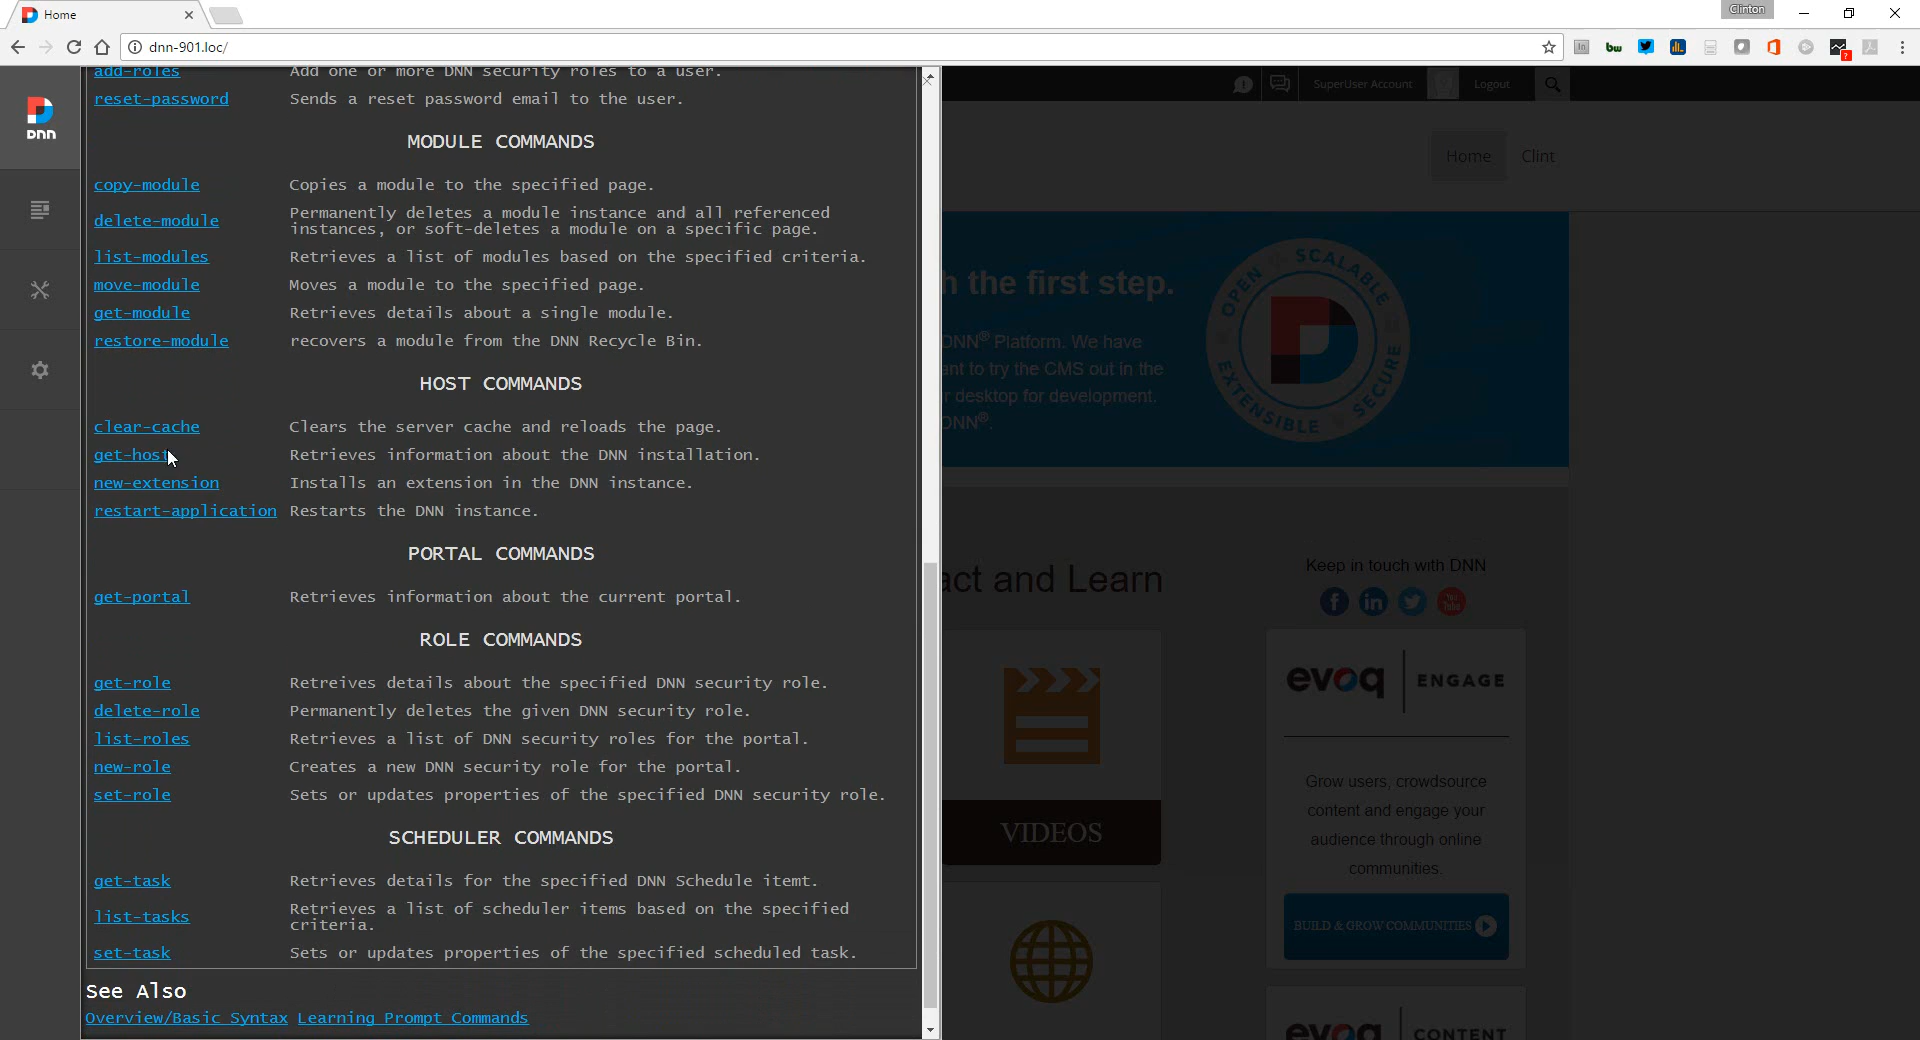 Home
Clinton
dnn-901.loc/
add-roles Add one or more DNN security roles to a user.
reset-password Sends a reset password email to the user.
MODULE COMMANDS
copy-module Copies a module to the specified page.
delete-module Permanently deletes a module instance and all referenced
instances, or soft-deletes a module on a specific page.
list-modules Retrieves a list of modules based on the specified criteria.
move-module Moves a module to the specified page.
get-module Retrieves details about a single module.
restore-module recovers a module from the DNN Recycle Bin.
HOST COMMANDS
clear-cache Clears the server cache and reloads the page.
get-host Retrieves information about the DNN installation.
new-extension Installs an extension in the DNN instance.
restart-application Restarts the DNN instance.
PORTAL COMMANDS
get-portal Retrieves information about the current portal.
ROLE COMMANDS
get-role Retreives details about the specified DNN security role.
delete-role Permanently deletes the given DNN security role.
list-roles Retrieves a list of DNN security roles for the portal.
new-role Creates a new DNN security role for the portal.
set-role Sets or updates properties of the specified DNN security role.
SCHEDULER COMMANDS
get-task Retrieves details for the specified DNN Schedule itemt.
list-tasks Retrieves a list of scheduler items based on the specified
criteria.
set-task Sets or updates properties of the specified scheduled task.
See Also
Overview/Basic Syntax Learning Prompt Commands
DNN
SuperUser Account Logout
Home Clint
h the first step.
DNN® Platform. We have
ent to try the CMS out in the
r desktop for development.
DNN®.
OPEN SCALABLE
EXTENSIBLE SECURE
act and Learn
Keep in touch with DNN
You Tube
VIDEOS
evoq ENGAGE
Grow users, crowdsource
content and engage your
audience through online
communities.
BUILD & GROW COMMUNITIES
evoq CONTENT